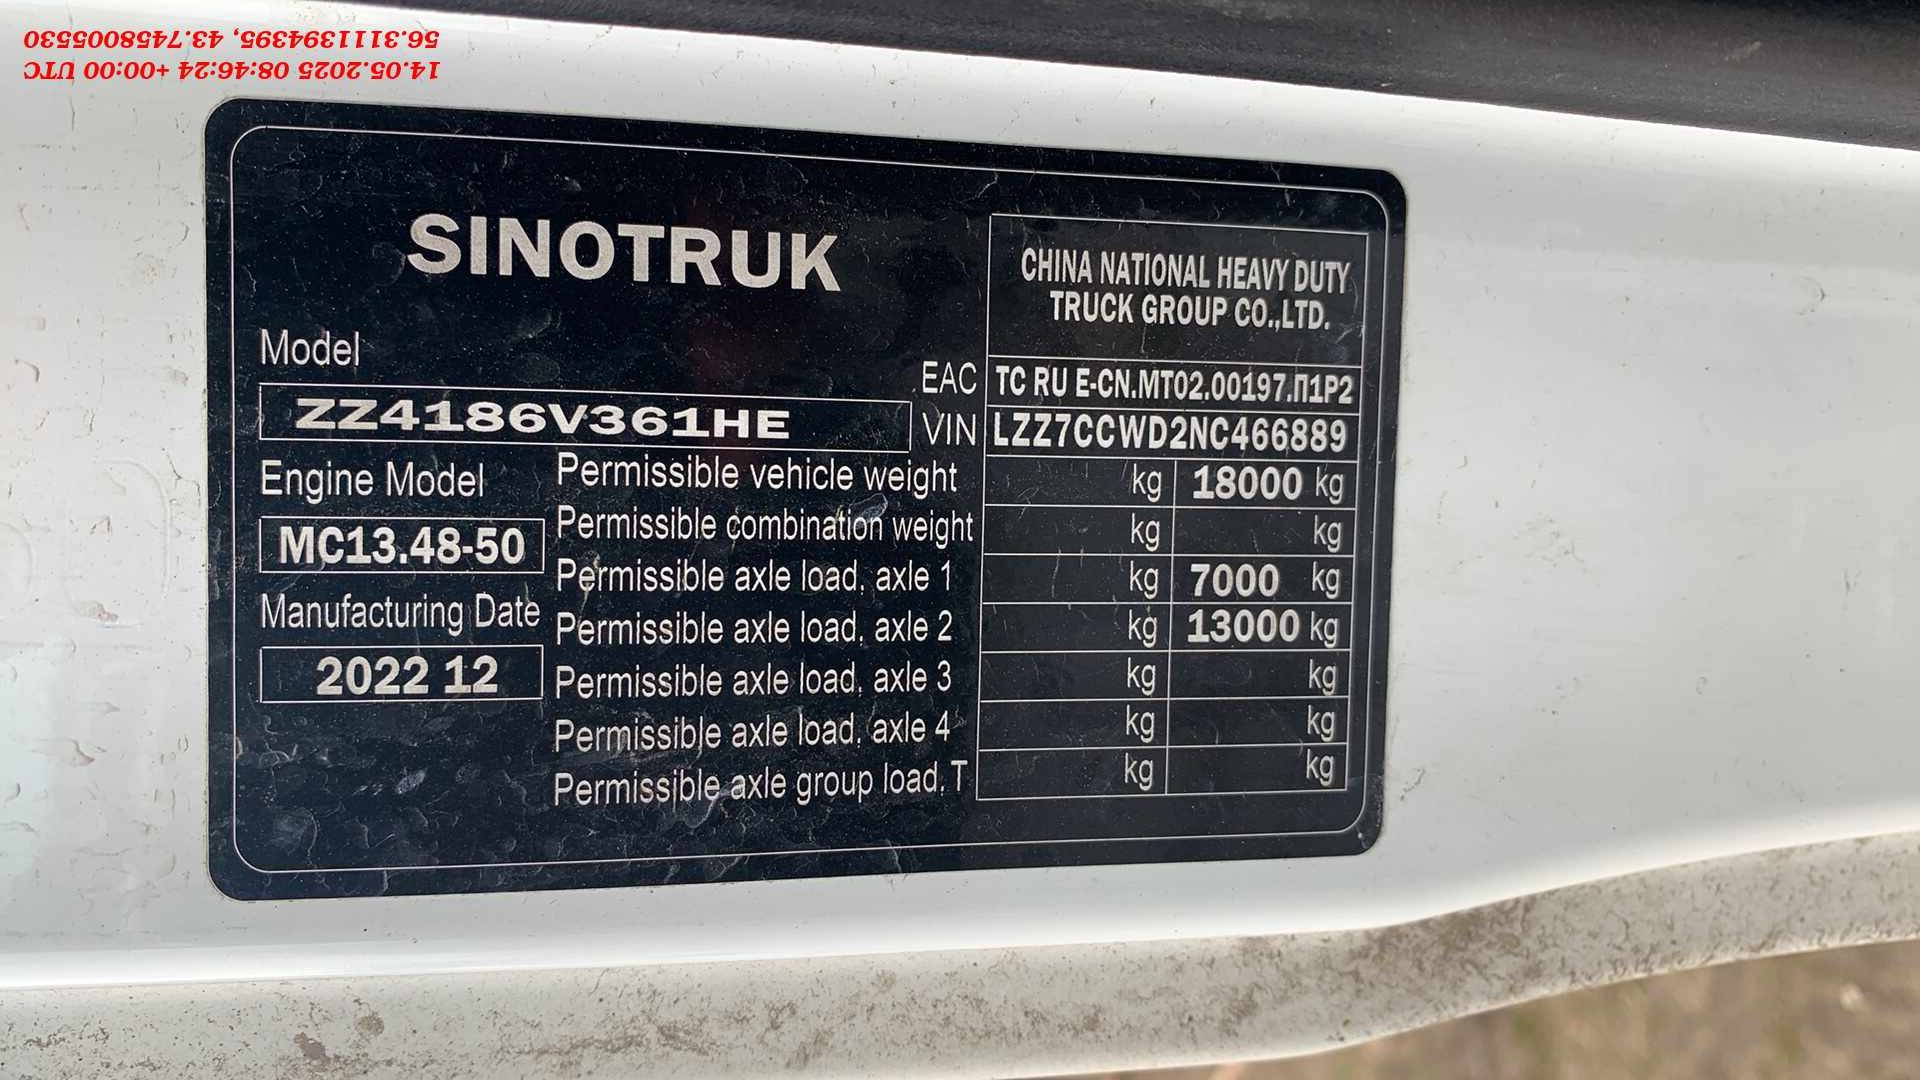 14.05.2025 08:46:24 +00:00 UTC
56.3111394395, 43.7458005530
SINOTRUK
CHINA NATIONAL HEAVY DUTY
TRUCK GROUP CO.,LTD.
Model
ZZ4186V361HE
EAC TC RU E-CN.MT02.00197.П1P2
VIN LZZ7CCWD2NC466889
Engine Model
MC13.48-50
Manufacturing Date
2022 12
Permissible vehicle weight kg 18000 kg
Permissible combination weight kg kg
Permissible axle load. axle 1 kg 7000 kg
Permissible axle load. axle 2 kg 13000 kg
Permissible axle load. axle 3 kg kg
Permissible axle load. axle 4 kg kg
Permissible axle group load. T kg kg